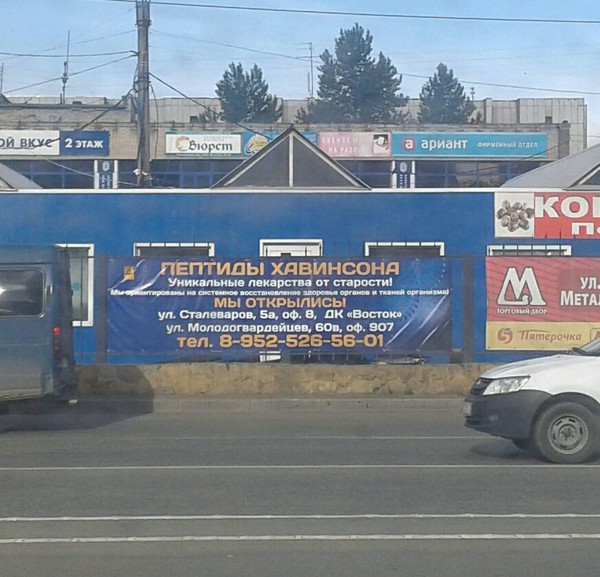 ОЙ ВКУС
2 ЭТАЖ
Вюрст
а ариант ФИРМЕННЫЙ ОТДЕЛ
КО
П.
ПЕПТИДЫ ХАВИНСОНА
Уникальные лекарства от старости!
Мы ориентированы на системное восстановление здоровья органов и тканей организма!
МЫ ОТКРЫЛИСЬ!
ул. Сталеваров, 5а, оф. 8, ДК «Восток»
ул. Молодогвардейцев, 60в, оф. 907
тел. 8-952-526-56-01
М
ТОРГОВЫЙ ДВОР
УЛ.
МЕТАЛ
Пятерочка